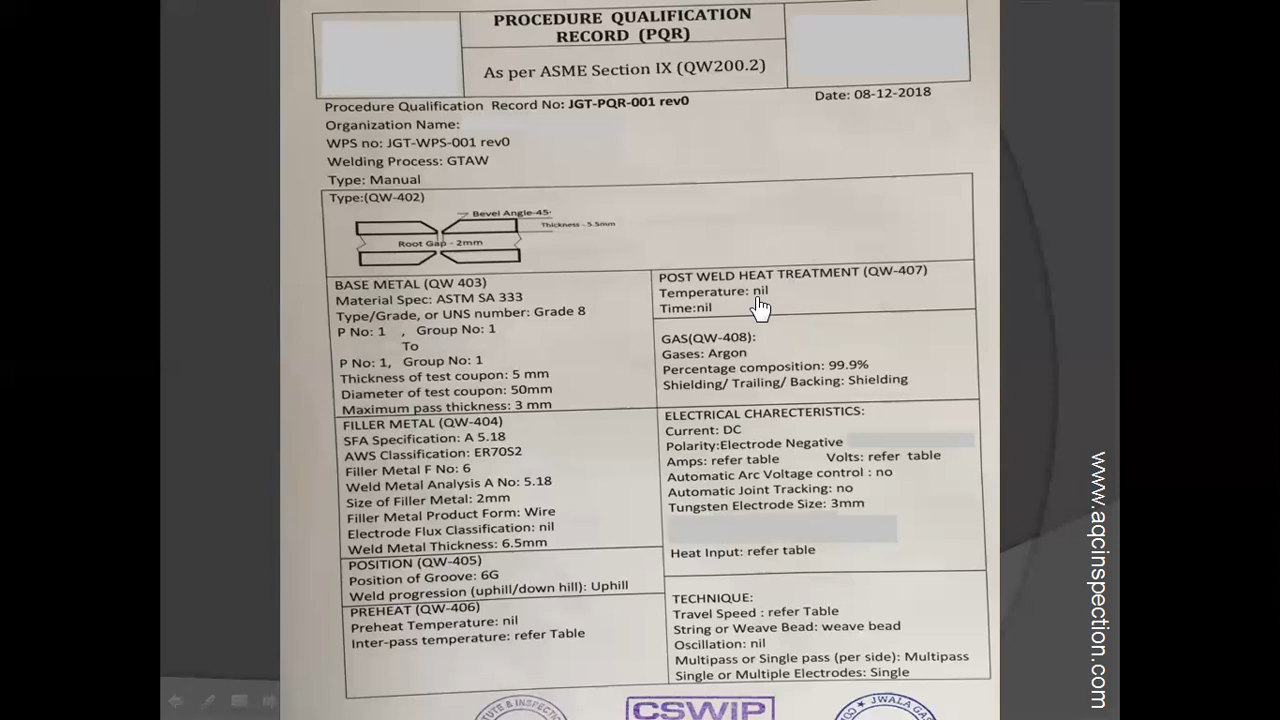 PROCEDURE QUALIFICATION
RECORD (PQR)
As per ASME Section IX (QW200.2)
Procedure Qualification Record No: JGT-PQR-001 rev0
Date: 08-12-2018
Organization Name:
WPS no: JGT-WPS-001 rev0
Welding Process: GTAW
Type: Manual
Type:(QW-402)
Bevel Angle-45°
Thickness - 5.5mm
Root Gap - 2mm
BASE METAL (QW 403)
Material Spec: ASTM SA 333
Type/Grade, or UNS number: Grade 8
P No: 1 , Group No: 1
To
P No: 1, Group No: 1
Thickness of test coupon: 5 mm
Diameter of test coupon: 50mm
Maximum pass thickness: 3 mm
FILLER METAL (QW-404)
SFA Specification: A 5.18
AWS Classification: ER70S2
Filler Metal F No: 6
Weld Metal Analysis A No: 5.18
Size of Filler Metal: 2mm
Filler Metal Product Form: Wire
Electrode Flux Classification: nil
Weld Metal Thickness: 6.5mm
POSITION (QW-405)
Position of Groove: 6G
Weld progression (uphill/down hill): Uphill
PREHEAT (QW-406)
Preheat Temperature: nil
Inter-pass temperature: refer Table
POST WELD HEAT TREATMENT (QW-407)
Temperature: nil
Time:nil
GAS(QW-408):
Gases: Argon
Percentage composition: 99.9%
Shielding/ Trailing/ Backing: Shielding
ELECTRICAL CHARECTERISTICS:
Current: DC
Polarity:Electrode Negative
Amps: refer table Volts: refer table
Automatic Arc Voltage control : no
Automatic Joint Tracking: no
Tungsten Electrode Size: 3mm
Heat Input: refer table
TECHNIQUE:
Travel Speed : refer Table
String or Weave Bead: weave bead
Oscillation: nil
Multipass or Single pass (per side): Multipass
Single or Multiple Electrodes: Single
CSWIP
www.aqcinspection.com